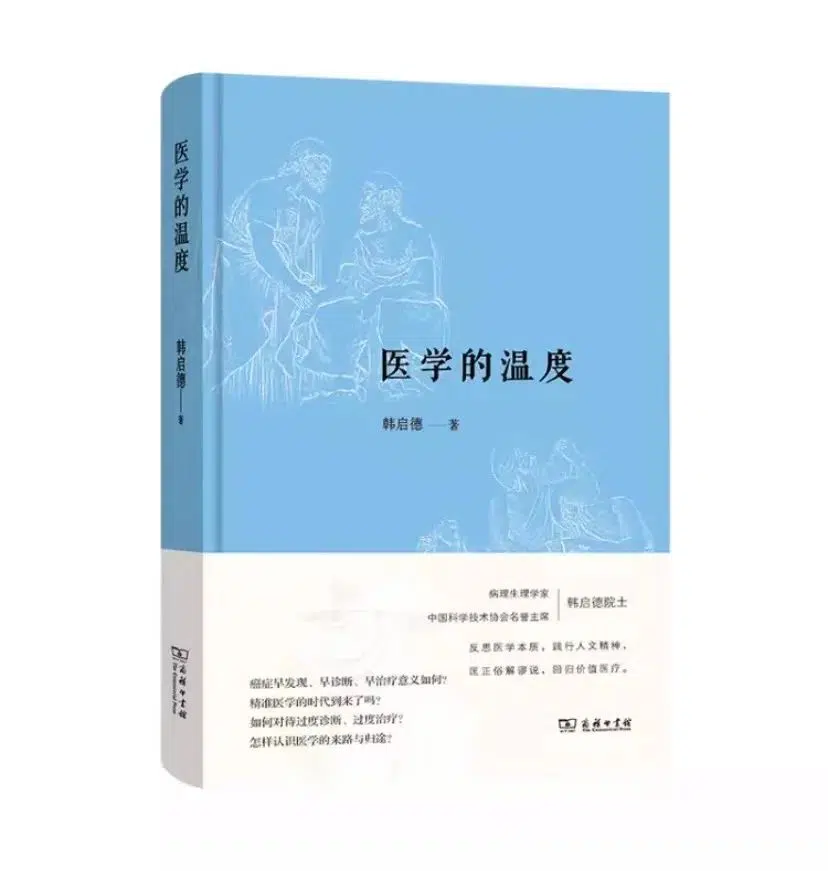 医学的温度
韩启德——著
医学的温度
韩启德——著
病理生理学家
中国科学技术协会名誉主席
韩启德院士
反思医学本质，践行人文精神，
匡正俗解谬说，回归价值医疗。
癌症早发现、早诊断、早治疗意义如何？
精准医学的时代到来了吗？
如何对待过度诊断、过度治疗？
怎样认识医学的来路与归途？
商务印书馆
The Commercial Press
商务印书馆
The Commercial Press